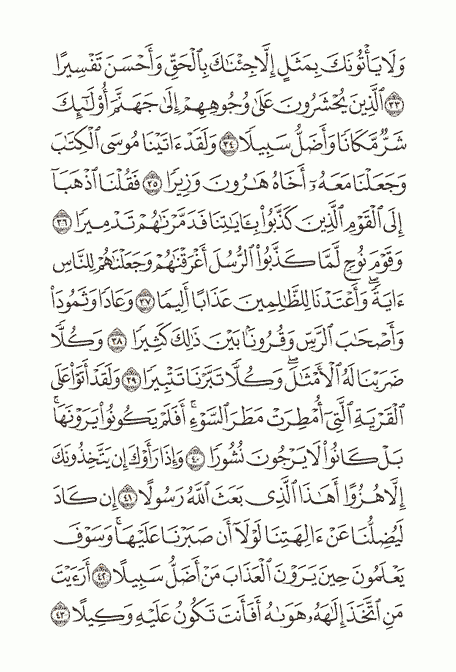 وَلَا يَأْتُونَكَ بِمَثَلٍ إِلَّا جِئْنَٰكَ بِٱلْحَقِّ وَأَحْسَنَ تَفْسِيرًا
٣٣ ٱلَّذِينَ يُحْشَرُونَ عَلَىٰ وُجُوهِهِمْ إِلَىٰ جَهَنَّمَ أُو۟لَٰٓئِكَ
شَرٌّ مَّكَانًا وَأَضَلُّ سَبِيلًا ٣٤ وَلَقَدْ ءَاتَيْنَا مُوسَى ٱلْكِتَٰبَ
وَجَعَلْنَا مَعَهُۥٓ أَخَاهُ هَٰرُونَ وَزِيرًا ٣٥ فَقُلْنَا ٱذْهَبَآ
إِلَى ٱلْقَوْمِ ٱلَّذِينَ كَذَّبُوا۟ بِـَٔايَٰتِنَا فَدَمَّرْنَٰهُمْ تَدْمِيرًا ٣٦
وَقَوْمَ نُوحٍ لَّمَّا كَذَّبُوا۟ ٱلرُّسُلَ أَغْرَقْنَٰهُمْ وَجَعَلْنَٰهُمْ لِلنَّاسِ
ءَايَةً ۖ وَأَعْتَدْنَا لِلظَّٰلِمِينَ عَذَابًا أَلِيمًا ٣٧ وَعَادًا وَثَمُودَا۟
وَأَصْحَٰبَ ٱلرَّسِّ وَقُرُونًۢا بَيْنَ ذَٰلِكَ كَثِيرًا ٣٨ وَكُلًّا
ضَرَبْنَا لَهُ ٱلْأَمْثَٰلَ ۖ وَكُلًّا تَبَّرْنَا تَتْبِيرًا ٣٩ وَلَقَدْ أَتَوْا۟ عَلَى
ٱلْقَرْيَةِ ٱلَّتِىٓ أُمْطِرَتْ مَطَرَ ٱلسَّوْءِ ۚ أَفَلَمْ يَكُونُوا۟ يَرَوْنَهَا ۚ
بَلْ كَانُوا۟ لَا يَرْجُونَ نُشُورًا ٤٠ وَإِذَا رَأَوْكَ إِن يَتَّخِذُونَكَ
إِلَّا هُزُوًا أَهَٰذَا ٱلَّذِى بَعَثَ ٱللَّهُ رَسُولًا ٤١ إِن كَادَ
لَيُضِلُّنَا عَنْ ءَالِهَتِنَا لَوْلَآ أَن صَبَرْنَا عَلَيْهَا ۚ وَسَوْفَ
يَعْلَمُونَ حِينَ يَرَوْنَ ٱلْعَذَابَ مَنْ أَضَلُّ سَبِيلًا ٤٢ أَرَءَيْتَ
مَنِ ٱتَّخَذَ إِلَٰهَهُۥ هَوَىٰهُ أَفَأَنتَ تَكُونُ عَلَيْهِ وَكِيلًا ٤٣